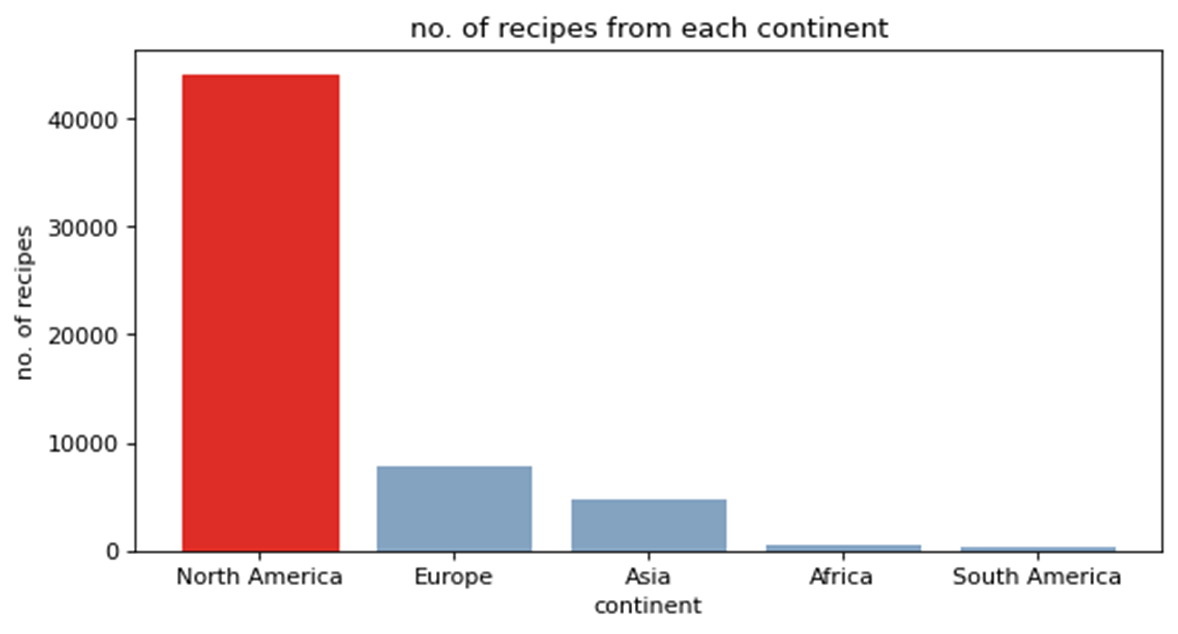 no. of recipes from each continent
no. of recipes
40000
30000
20000
10000
0
North America Europe Asia Africa South America
continent